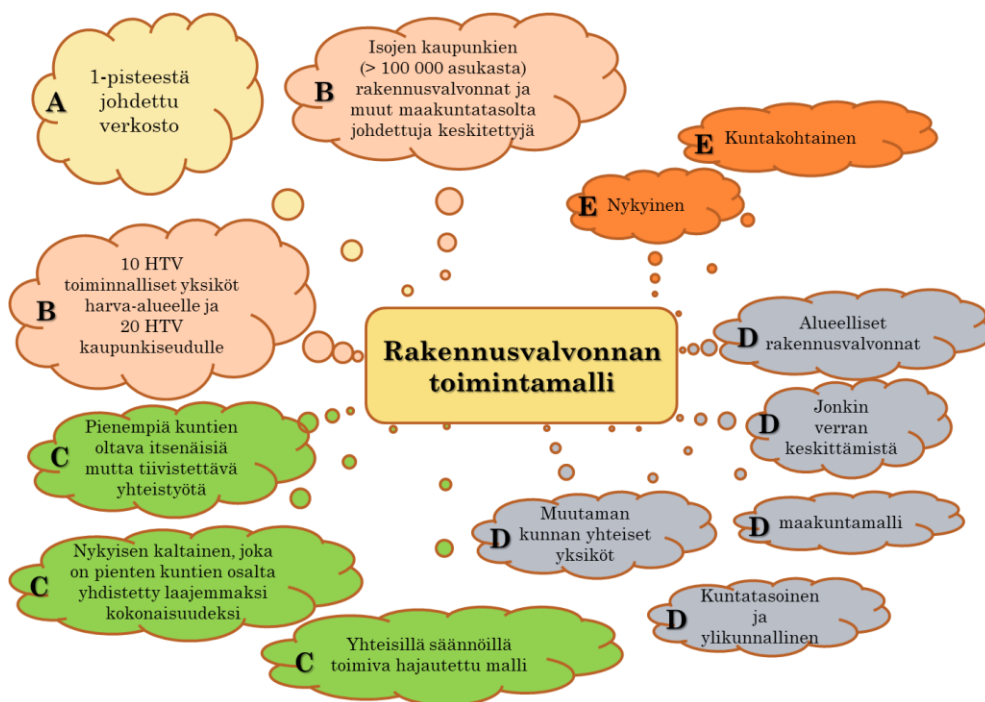 A
1-pisteestä
johdettu
verkosto
B
Isojen kaupunkien
(> 100 000 asukasta)
rakennusvalvonnat ja
muut maakuntatasolta
johdettuja keskitettyjä
E Kuntakohtainen
E Nykyinen
B
10 HTV
toiminnalliset yksiköt
harva-alueelle ja
20 HTV
kaupunkiseudulle
Rakennusvalvonnan
toimintamalli
D
Alueelliset
rakennusvalvonnat
D
Jonkin
verran
keskittämistä
C
Pienempiä kuntien
oltava itsenäisiä
mutta tiivistettävä
yhteistyötä
D
Muutaman
kunnan yhteiset
yksiköt
D maakuntamalli
C
Nykyisen kaltainen, joka
on pienten kuntien osalta
yhdistetty laajemmaksi
kokonaisuudeksi
D
Kuntatasoinen
ja
ylikunnallinen
C
Yhteisillä säännöillä
toimiva hajautettu malli